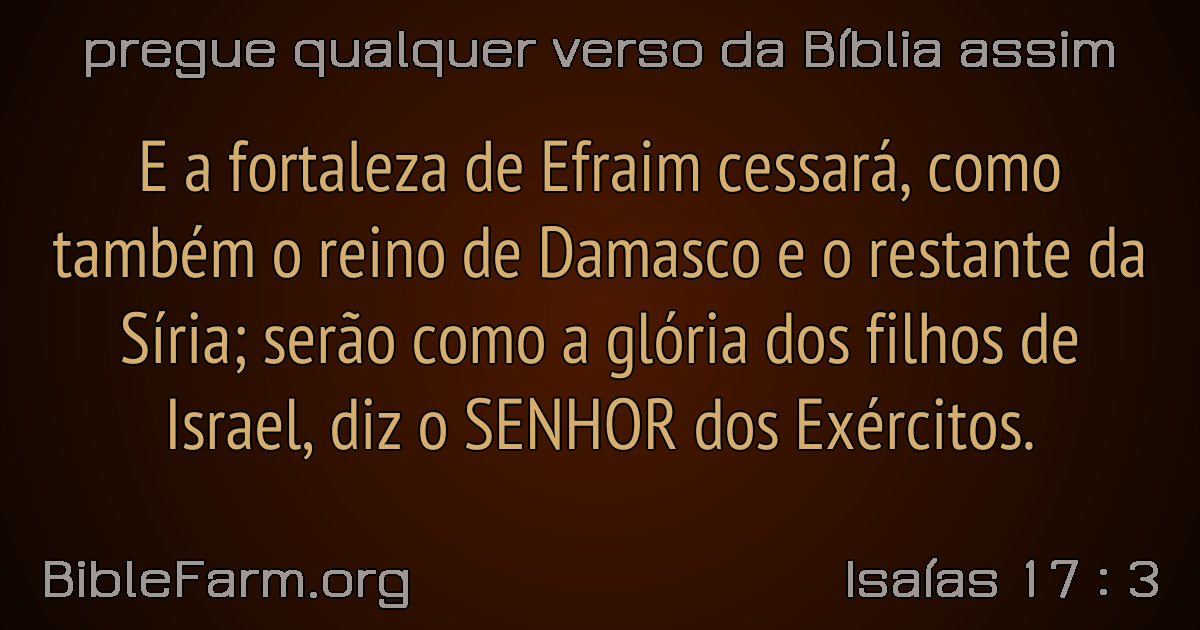 pregue qualquer verso da Bíblia assim
E a fortaleza de Efraim cessará, como
também o reino de Damasco e o restante da
Síria; serão como a glória dos filhos de
Israel, diz o SENHOR dos Exércitos.
BibleFarm.org
Isaías 17 : 3